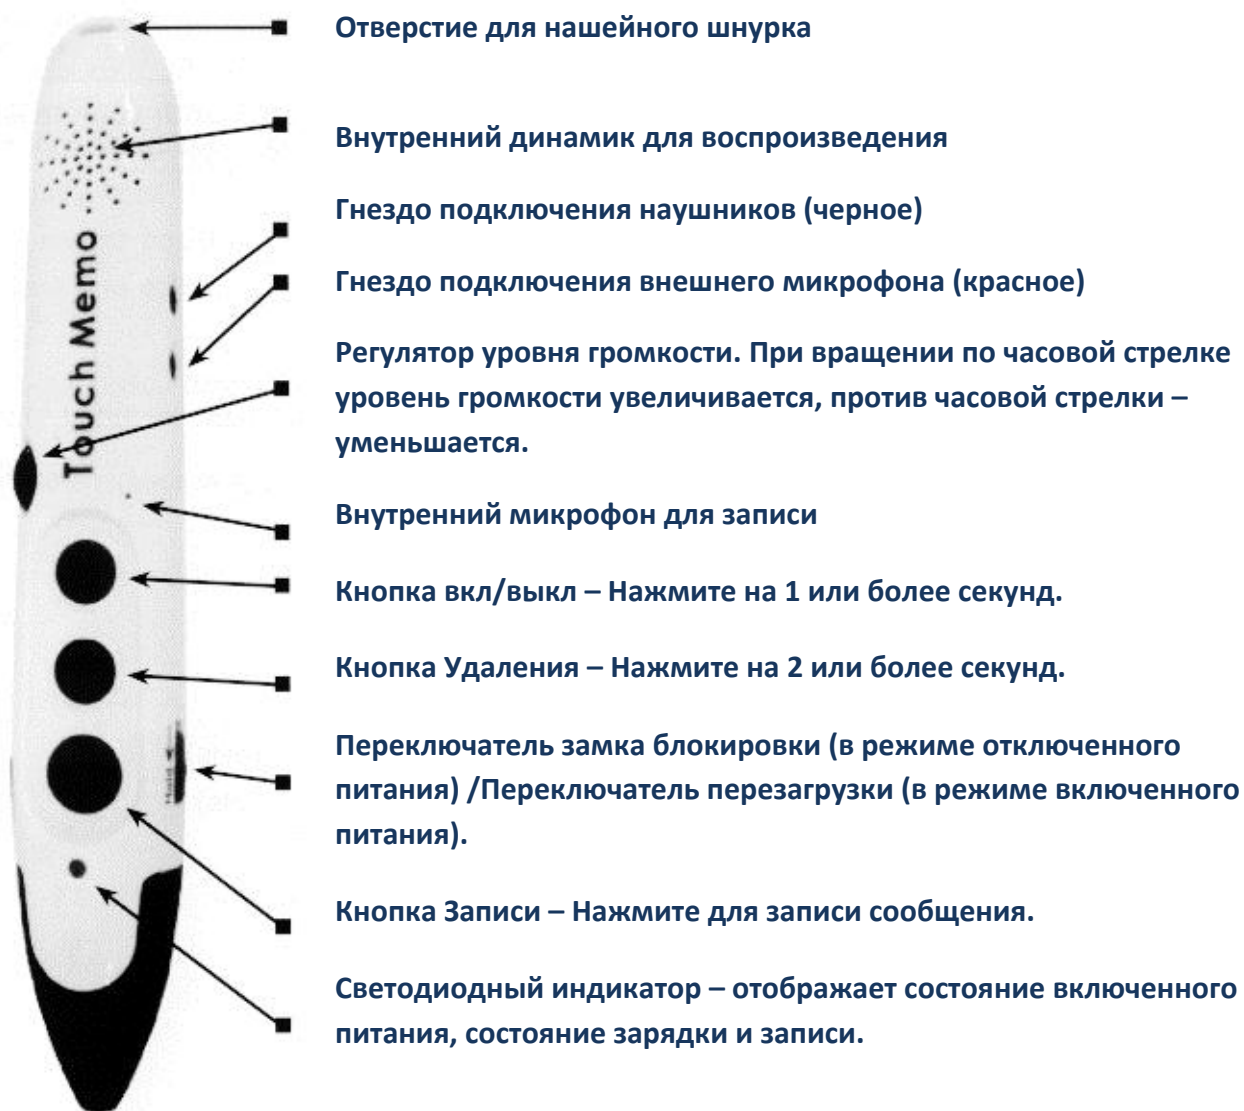 Отверстие для нашейного шнурка
Внутренний динамик для воспроизведения
Гнездо подключения наушников (черное)
Гнездо подключения внешнего микрофона (красное)
Регулятор уровня громкости. При вращении по часовой стрелке
уровень громкости увеличивается, против часовой стрелки –
уменьшается.
Touch Memo
Внутренний микрофон для записи
Кнопка вкл/выкл – Нажмите на 1 или более секунд.
Кнопка Удаления – Нажмите на 2 или более секунд.
Переключатель замка блокировки (в режиме отключенного
питания) /Переключатель перезагрузки (в режиме включенного
питания).
Кнопка Записи – Нажмите для записи сообщения.
Светодиодный индикатор – отображает состояние включенного
питания, состояние зарядки и записи.